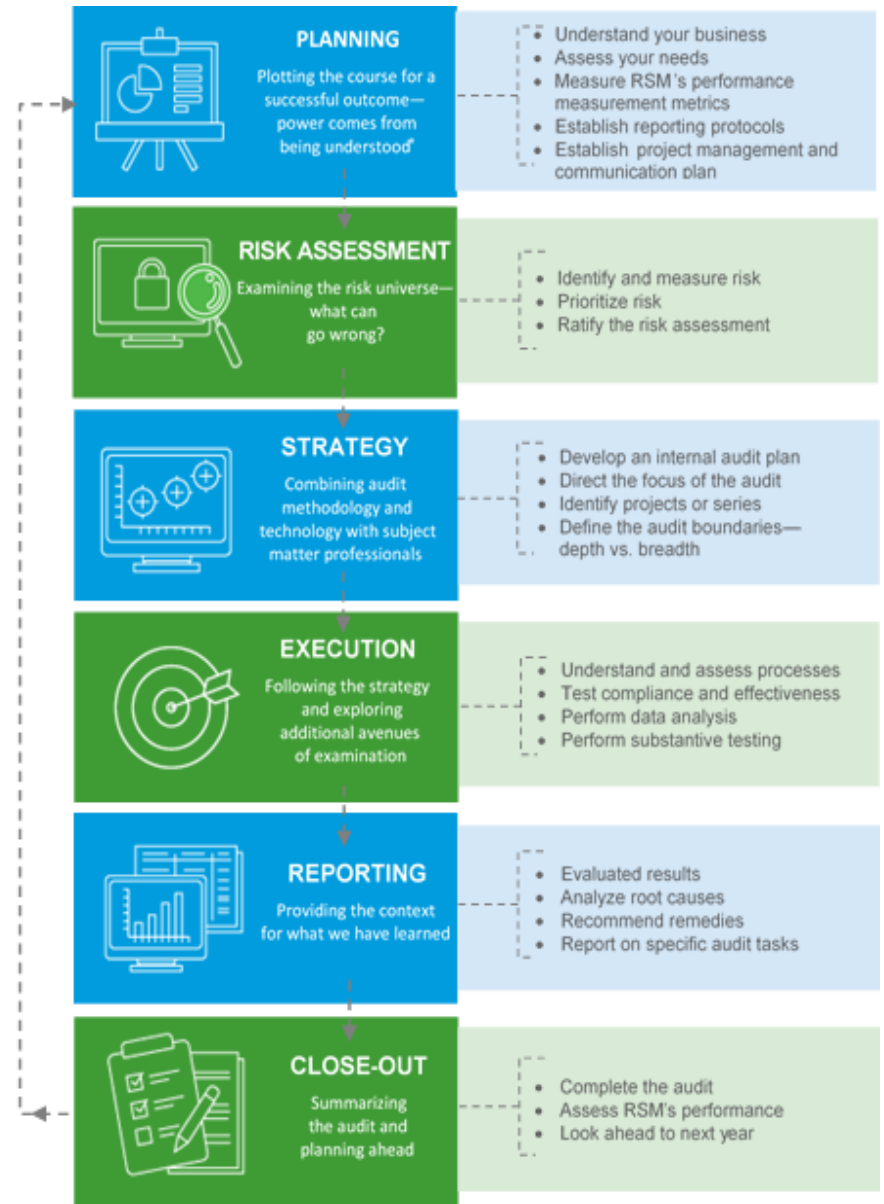 PLANNING
Plotting the course for a
successful outcome—
power comes from
being understood®
• Understand your business
• Assess your needs
• Measure RSM's performance
measurement metrics
• Establish reporting protocols
• Establish project management and
communication plan
RISK ASSESSMENT
Examining the risk universe—
what can
go wrong?
• Identify and measure risk
• Prioritize risk
• Ratify the risk assessment
STRATEGY
Combining audit
methodology and
technology with subject
matter professionals
• Develop an internal audit plan
• Direct the focus of the audit
• Identify projects or series
• Define the audit boundaries—
depth vs. breadth
EXECUTION
Following the strategy
and exploring
additional avenues
of examination
• Understand and assess processes
• Test compliance and effectiveness
• Perform data analysis
• Perform substantive testing
REPORTING
Providing the context
for what we have learned
• Evaluated results
• Analyze root causes
• Recommend remedies
• Report on specific audit tasks
CLOSE-OUT
Summarizing
the audit and
planning ahead
• Complete the audit
• Assess RSM's performance
• Look ahead to next year